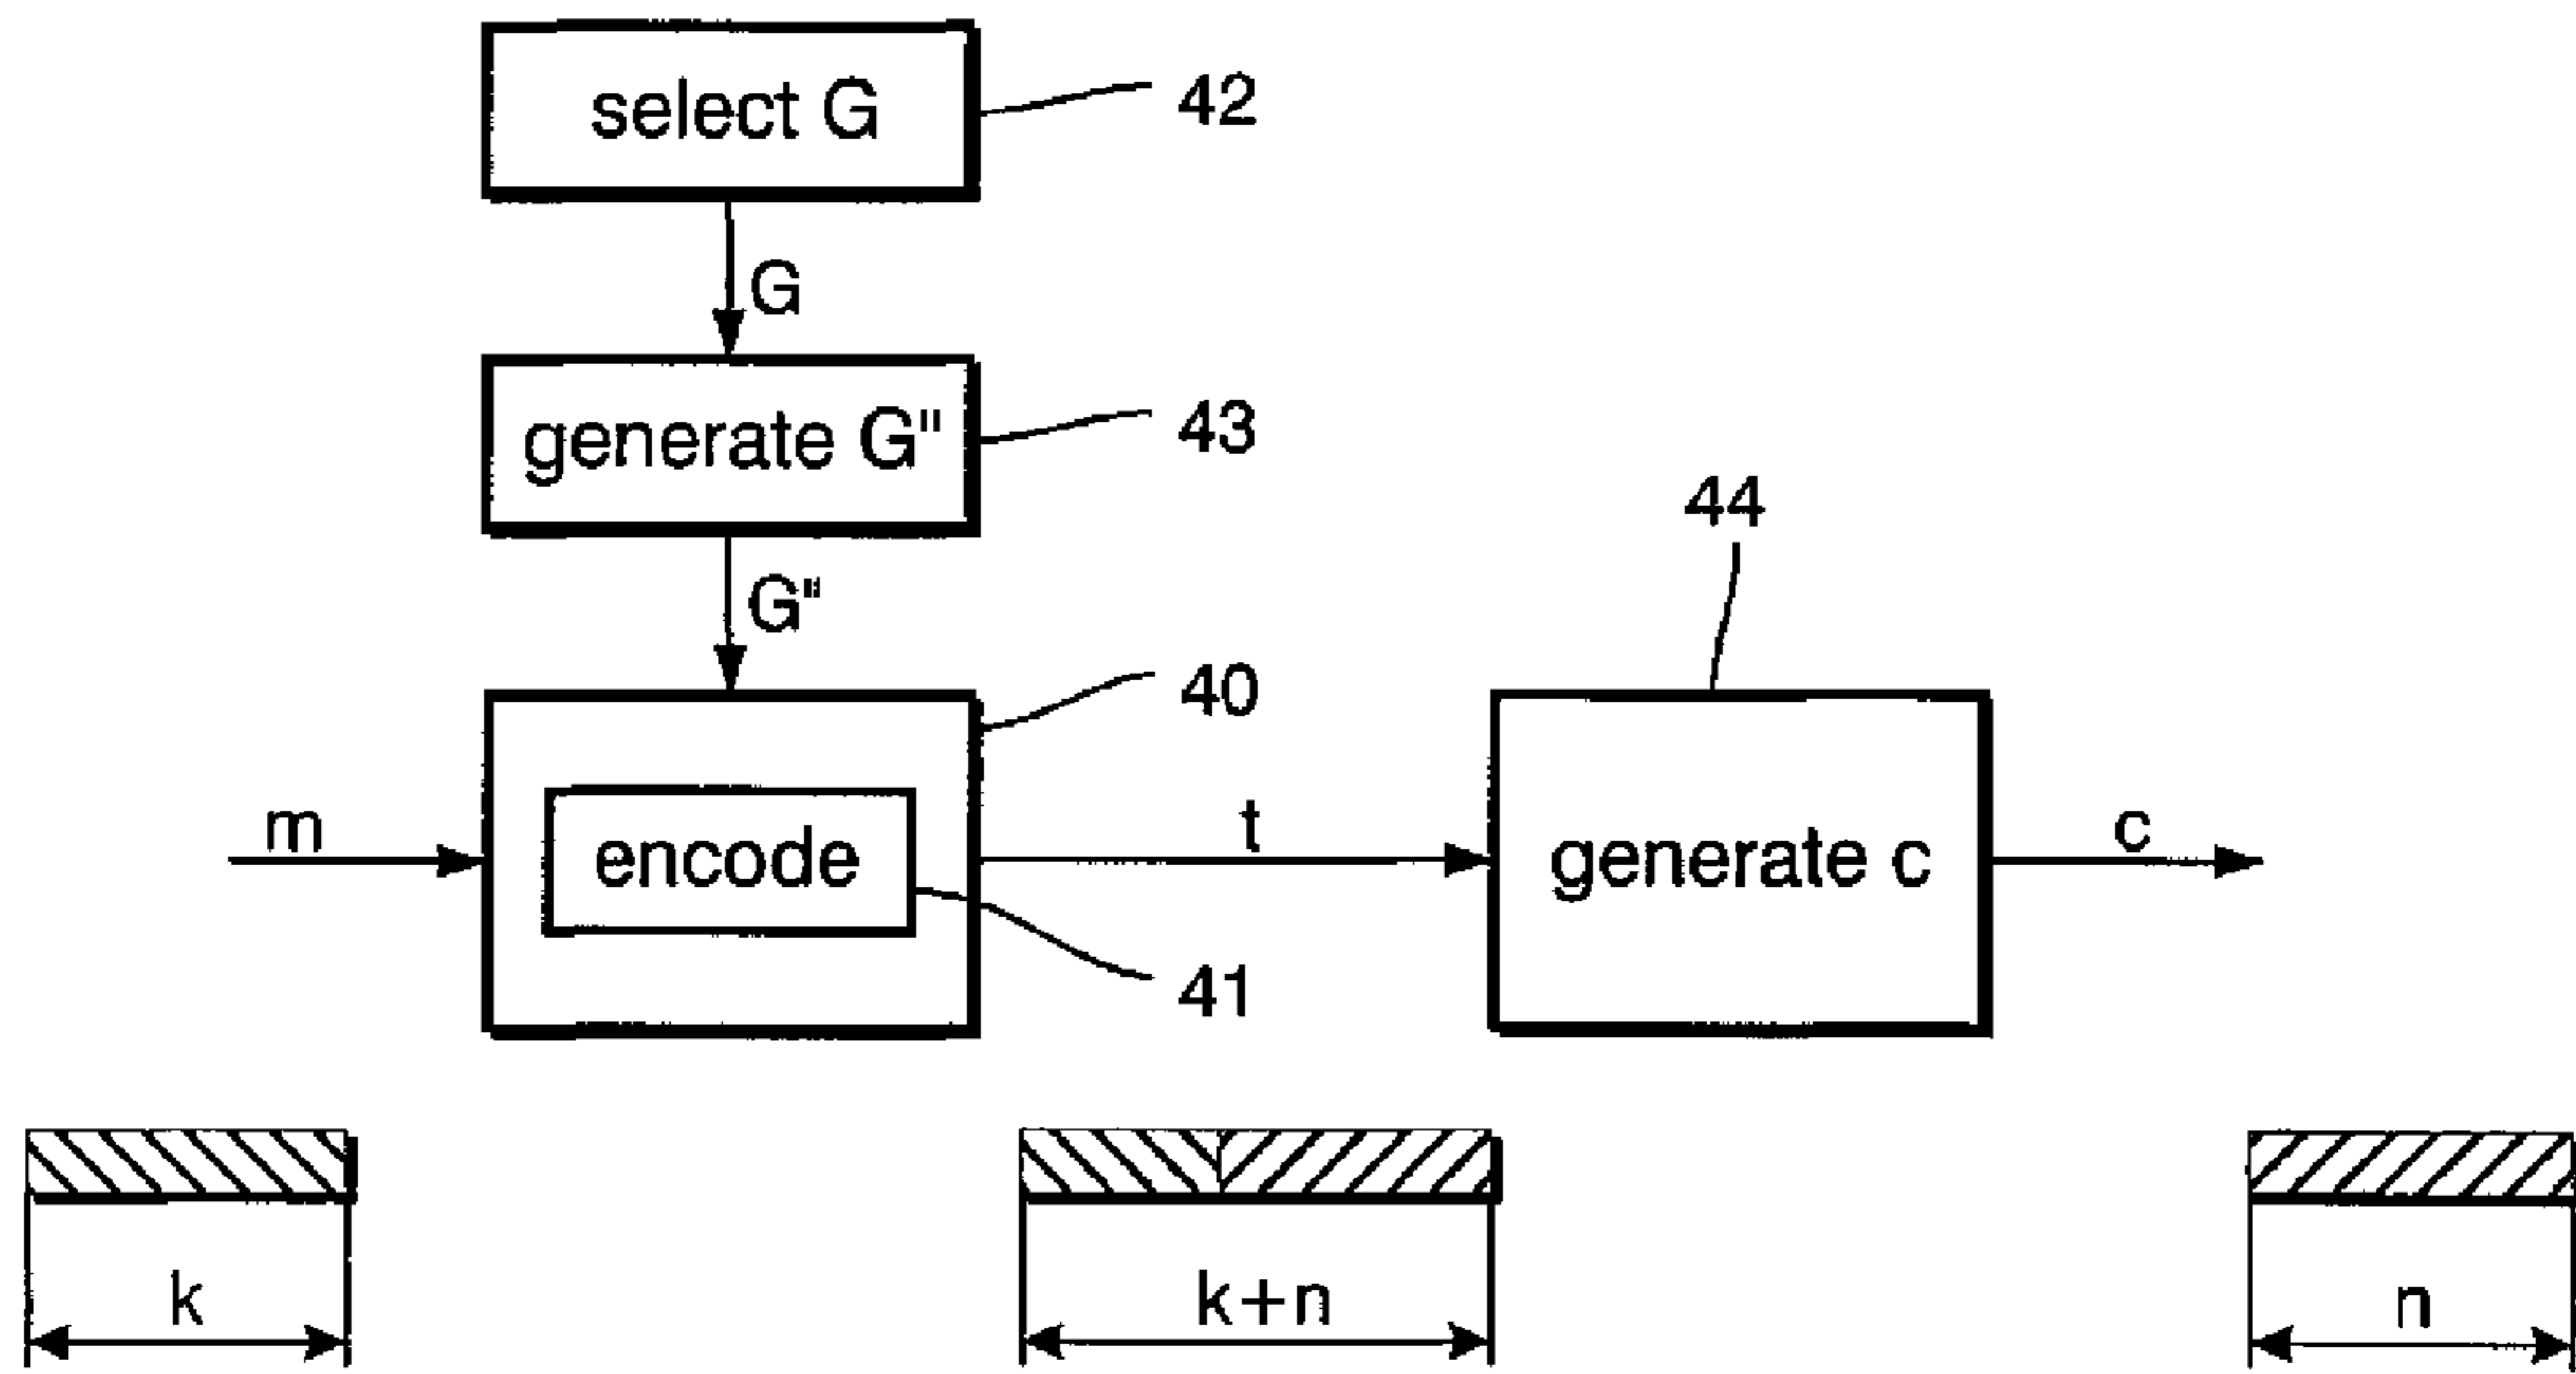 select G
42
G
generate G"
43
44
G"
40
m
encode
t
generate c
c
41
k
k+n
n